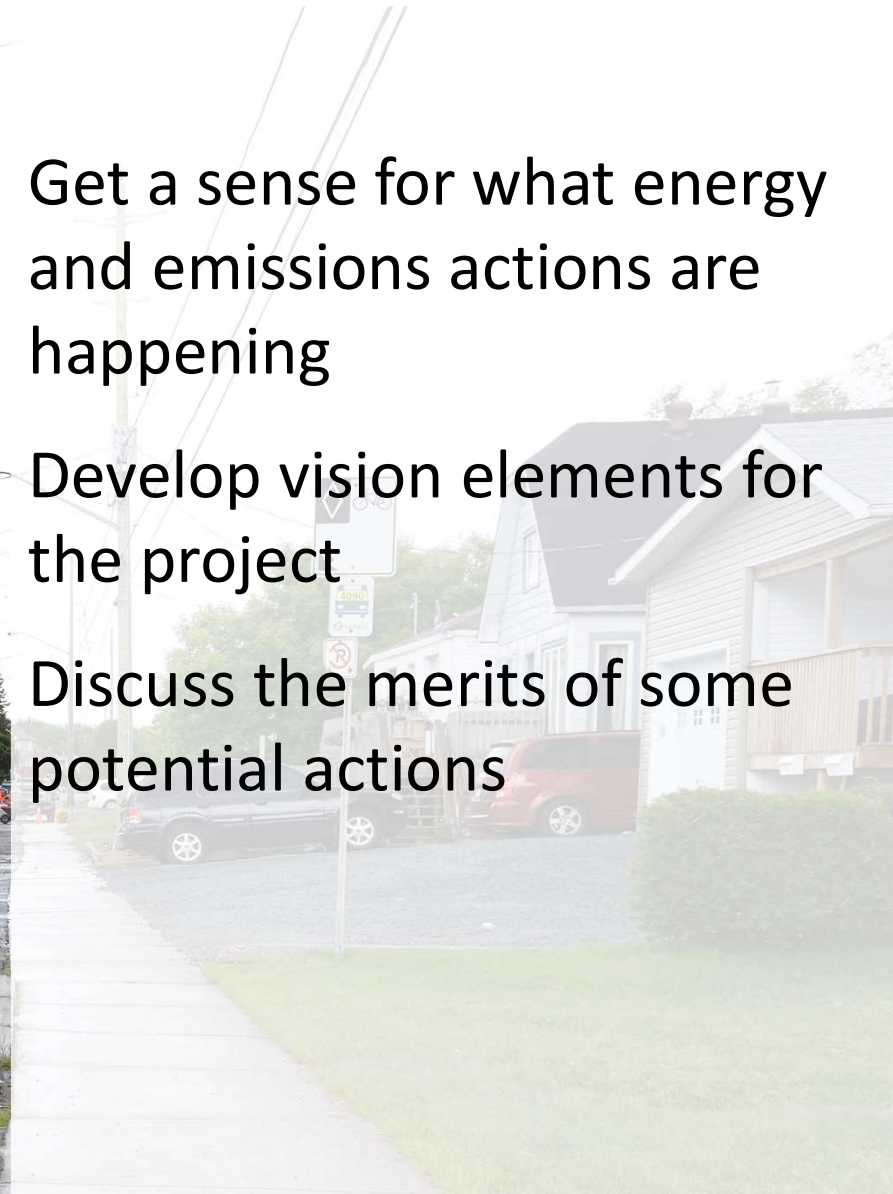 Get a sense for what energy
and emissions actions are
happening
Develop vision elements for
the project
Discuss the merits of some
potential actions
4090